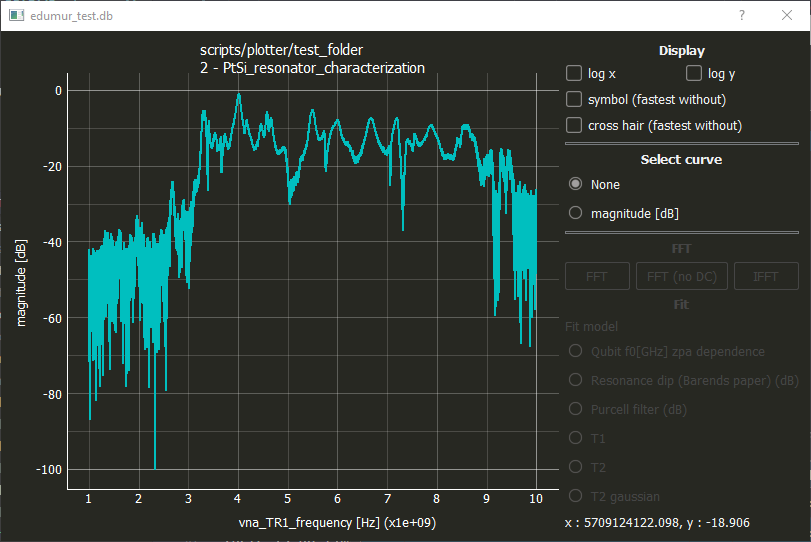 edumur_test.db
scripts/plotter/test_folder
2 - PtSi_resonator_characterization
0
-20
-40
-60
-80
-100
magnitude [dB]
1 2 3 4 5 6 7 8 9 10
vna_TR1_frequency [Hz] (x1e+09)
Display
log x log y
symbol (fastest without)
cross hair (fastest without)
Select curve
None
magnitude [dB]
FFT
FFT FFT (no DC) IFFT
Fit
Fit model
Qubit f0[GHz] zpa dependence
Resonance dip (Barends paper) (dB)
Purcell filter (dB)
T1
T2
T2 gaussian
x : 5709124122.098, y : -18.906